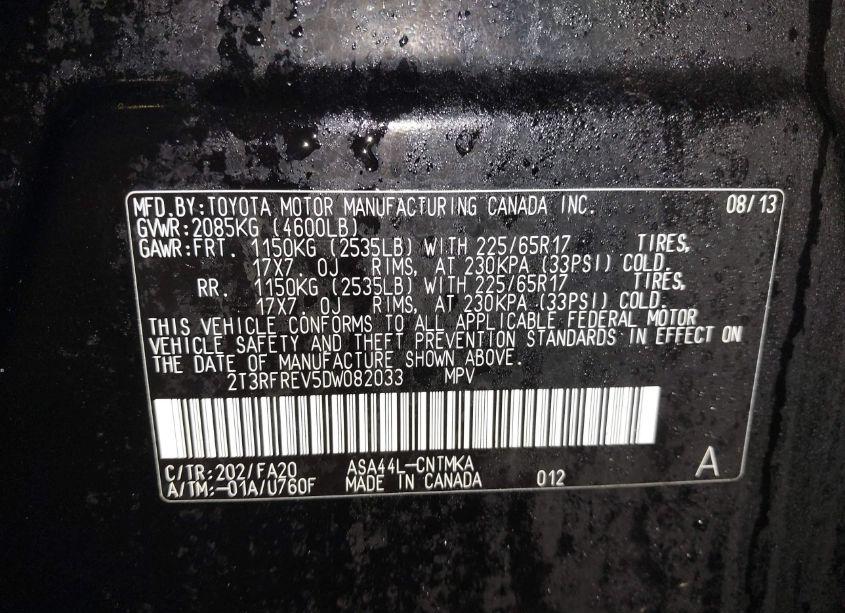 MFD.BY:TOYOTA MOTOR MANUFACTURING CANADA INC. 08/13
GVWR:2085KG (4600LB)
GAWR:FRT. 1150KG (2535LB) WITH 225/65R17 TIRES,
17X7.0J RIMS, AT 230KPA (33PSI) COLD.
RR. 1150KG (2535LB) WITH 225/65R17 TIRES,
17X7.0J RIMS, AT 230KPA (33PSI) COLD.
THIS VEHICLE CONFORMS TO ALL APPLICABLE FEDERAL MOTOR
VEHICLE SAFETY AND THEFT PREVENTION STANDARDS IN EFFECT ON
THE DATE OF MANUFACTURE SHOWN ABOVE.
2T3RFREV5DW082033 MPV
C/TR:202/FA20 ASA44L-CNTMKA
A/TM:-01A/U760F MADE IN CANADA 012 A